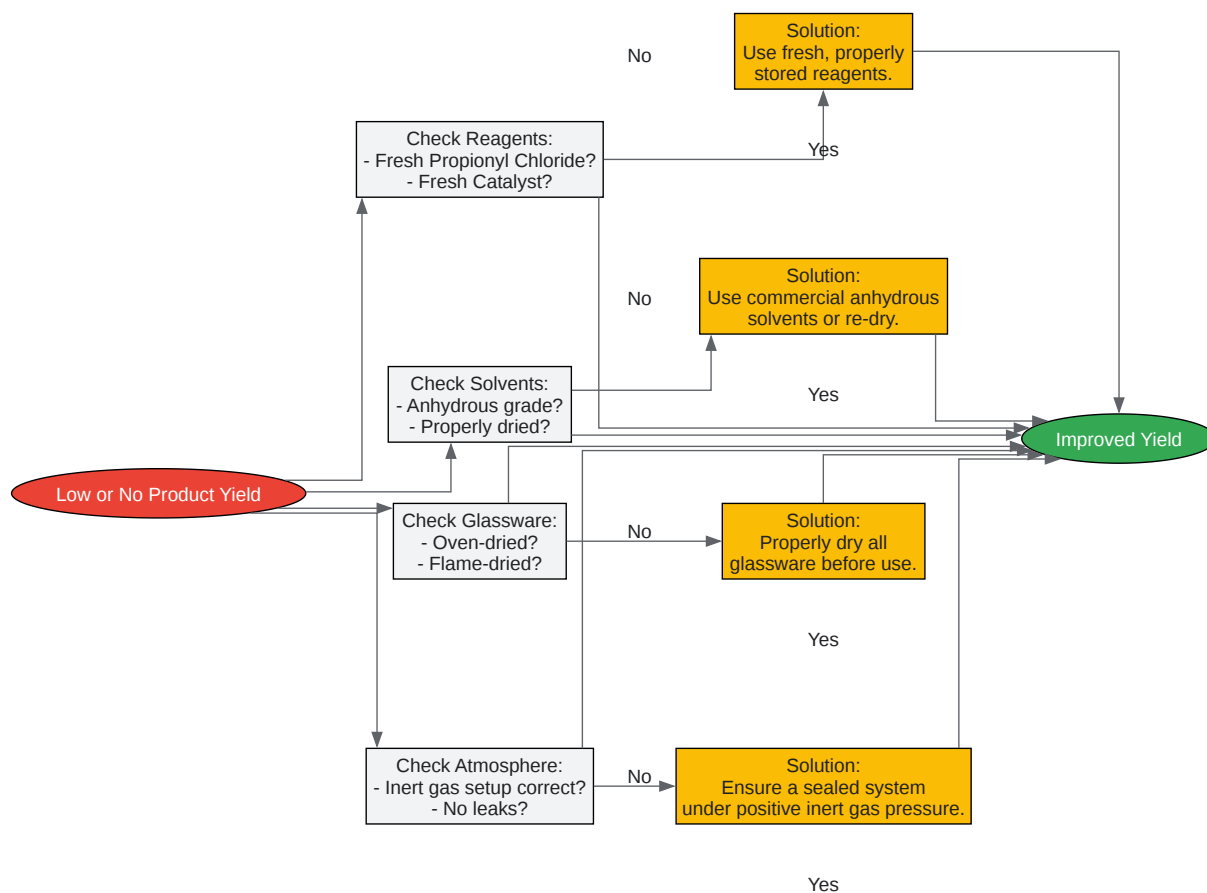 No
Solution:
Use fresh, properly
stored reagents.
Check Reagents:
- Fresh Propionyl Chloride?
- Fresh Catalyst?
Yes
No
Solution:
Use commercial anhydrous
solvents or re-dry.
Check Solvents:
- Anhydrous grade?
- Properly dried?
Yes
Improved Yield
Low or No Product Yield
Check Glassware:
- Oven-dried?
- Flame-dried?
No
Solution:
Properly dry all
glassware before use.
Yes
Check Atmosphere:
- Inert gas setup correct?
- No leaks?
No
Solution:
Ensure a sealed system
under positive inert gas pressure.
Yes